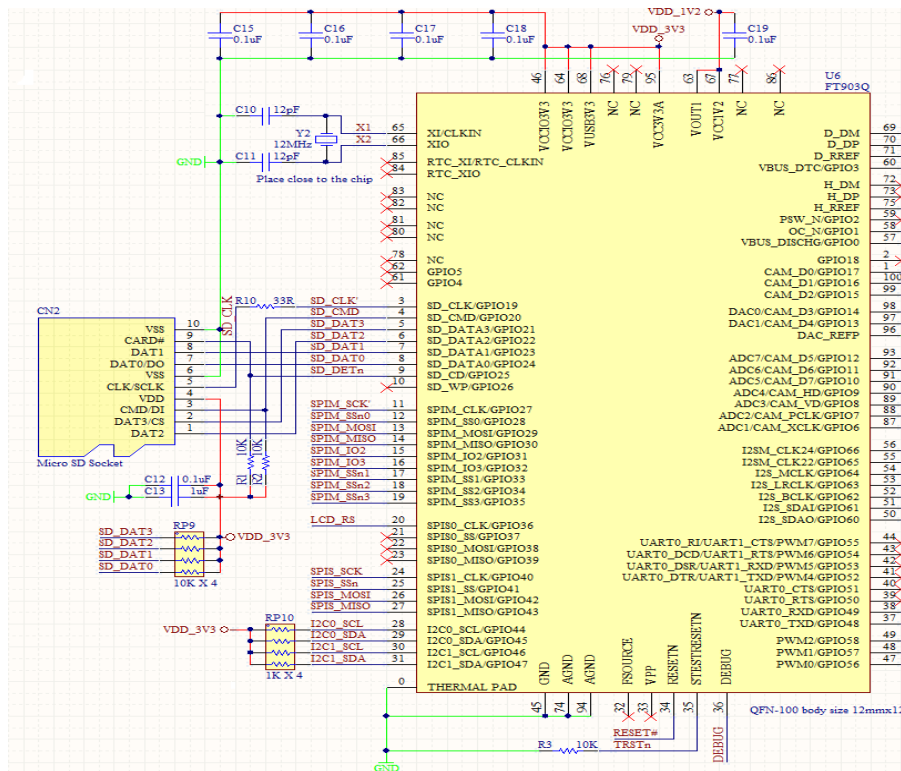 VDD_1V2
C15
0.1uF
C16
0.1uF
C17
0.1uF
C18
0.1uF
VDD_3V3
C19
0.1uF
46
64
68
76
79
95
63
67
77
86
U6
FT903Q
VCCIO3V3
VCCIO3V3
VUSB3V3
NC
NC
VCC3V3A
VOUT1
VCC1V2
NC
NC
C10
12pF
Y2
12MHz
X1
X2
C11
12pF
GND
Place close to the chip
65 XI/CLKIN
66 XIO
85 RTC_XI/RTC_CLKIN
84 RTC_XIO
83 NC
82 NC
81 NC
80 NC
78 NC
62 GPIO5
61 GPIO4
SD_CLK
R10 33R SD_CLK' 3 SD_CLK/GPIO19
SD_CMD 4 SD_CMD/GPIO20
SD_DAT3 5 SD_DATA3/GPIO21
SD_DAT2 6 SD_DATA2/GPIO22
SD_DAT1 7 SD_DATA1/GPIO23
SD_DAT0 8 SD_DATA0/GPIO24
SD_DETn 9 SD_CD/GPIO25
10 SD_WP/GPIO26
SPIM_SCK' 11 SPIM_CLK/GPIO27
SPIM_SSn0 12 SPIM_SS0/GPIO28
SPIM_MOSI 13 SPIM_MOSI/GPIO29
SPIM_MISO 14 SPIM_MISO/GPIO30
SPIM_IO2 15 SPIM_IO2/GPIO31
SPIM_IO3 16 SPIM_IO3/GPIO32
SPIM_SSn1 17 SPIM_SS1/GPIO33
SPIM_SSn2 18 SPIM_SS2/GPIO34
SPIM_SSn3 19 SPIM_SS3/GPIO35
LCD_RS 20 SPIS0_CLK/GPIO36
21 SPIS0_SS/GPIO37
22 SPIS0_MOSI/GPIO38
23 SPIS0_MISO/GPIO39
SPIS_SCK 24 SPIS1_CLK/GPIO40
SPIS_SSn 25 SPIS1_SS/GPIO41
SPIS_MOSI 26 SPIS1_MOSI/GPIO42
SPIS_MISO 27 SPIS1_MISO/GPIO43
I2C0_SCL 28 I2C0_SCL/GPIO44
I2C0_SDA 29 I2C0_SDA/GPIO45
I2C1_SCL 30 I2C1_SCL/GPIO46
I2C1_SDA 31 I2C1_SDA/GPIO47
0 THERMAL PAD
CN2
VSS 10
CARD# 9
DAT1 8
DAT0/DO 7
VSS 6
CLK/SCLK 5
VDD 4
CMD/DI 3
DAT3/CS 2
DAT2 1
Micro SD Socket
R1 10K
R2 10K
C12 0.1uF
C13 1uF
GND
RP9
VDD_3V3
SD_DAT3
SD_DAT2
SD_DAT1
SD_DAT0
10K X 4
VDD_3V3
RP10
1K X 4
D_DM 69
D_DP 70
D_RREF 71
VBUS_DTC/GPIO3 60
H_DM 72
H_DP 73
H_RREF 75
PSW_N/GPIO2 59
OC_N/GPIO1 58
VBUS_DISCHG/GPIO0 57
GPIO18 2
CAM_D0/GPIO17 1
CAM_D1/GPIO16 100
CAM_D2/GPIO15 99
DAC0/CAM_D3/GPIO14 98
DAC1/CAM_D4/GPIO13 97
DAC_REFP 96
ADC7/CAM_D5/GPIO12 93
ADC6/CAM_D6/GPIO11 92
ADC5/CAM_D7/GPIO10 91
ADC4/CAM_HD/GPIO9 90
ADC3/CAM_VD/GPIO8 89
ADC2/CAM_PCLK/GPIO7 88
ADC1/CAM_XCLK/GPIO6 87
I2SM_CLK24/GPIO66 56
I2SM_CLK22/GPIO65 55
I2S_MCLK/GPIO64 54
I2S_LRCLK/GPIO63 53
I2S_BCLK/GPIO62 52
I2S_SDAI/GPIO61 51
I2S_SDAO/GPIO60 50
UART0_RI/UART1_CTS/PWM7/GPIO55 44
UART0_DCD/UART1_RTS/PWM6/GPIO54 43
UART0_DSR/UART1_RXD/PWM5/GPIO53 42
UART0_DTR/UART1_TXD/PWM4/GPIO52 41
UART0_CTS/GPIO51 40
UART0_RTS/GPIO50 39
UART0_RXD/GPIO49 38
UART0_TXD/GPIO48 37
PWM2/GPIO58 49
PWM1/GPIO57 48
PWM0/GPIO56 47
GND
AGND
AGND
FSOURCE
VPP
RESETN
STESTRESETN
DEBUG
45
74
94
32
33
34
35
36
QFN-100 body size 12mmx12
RESET#
TRSTn
R3 10K
DEBUG
GND